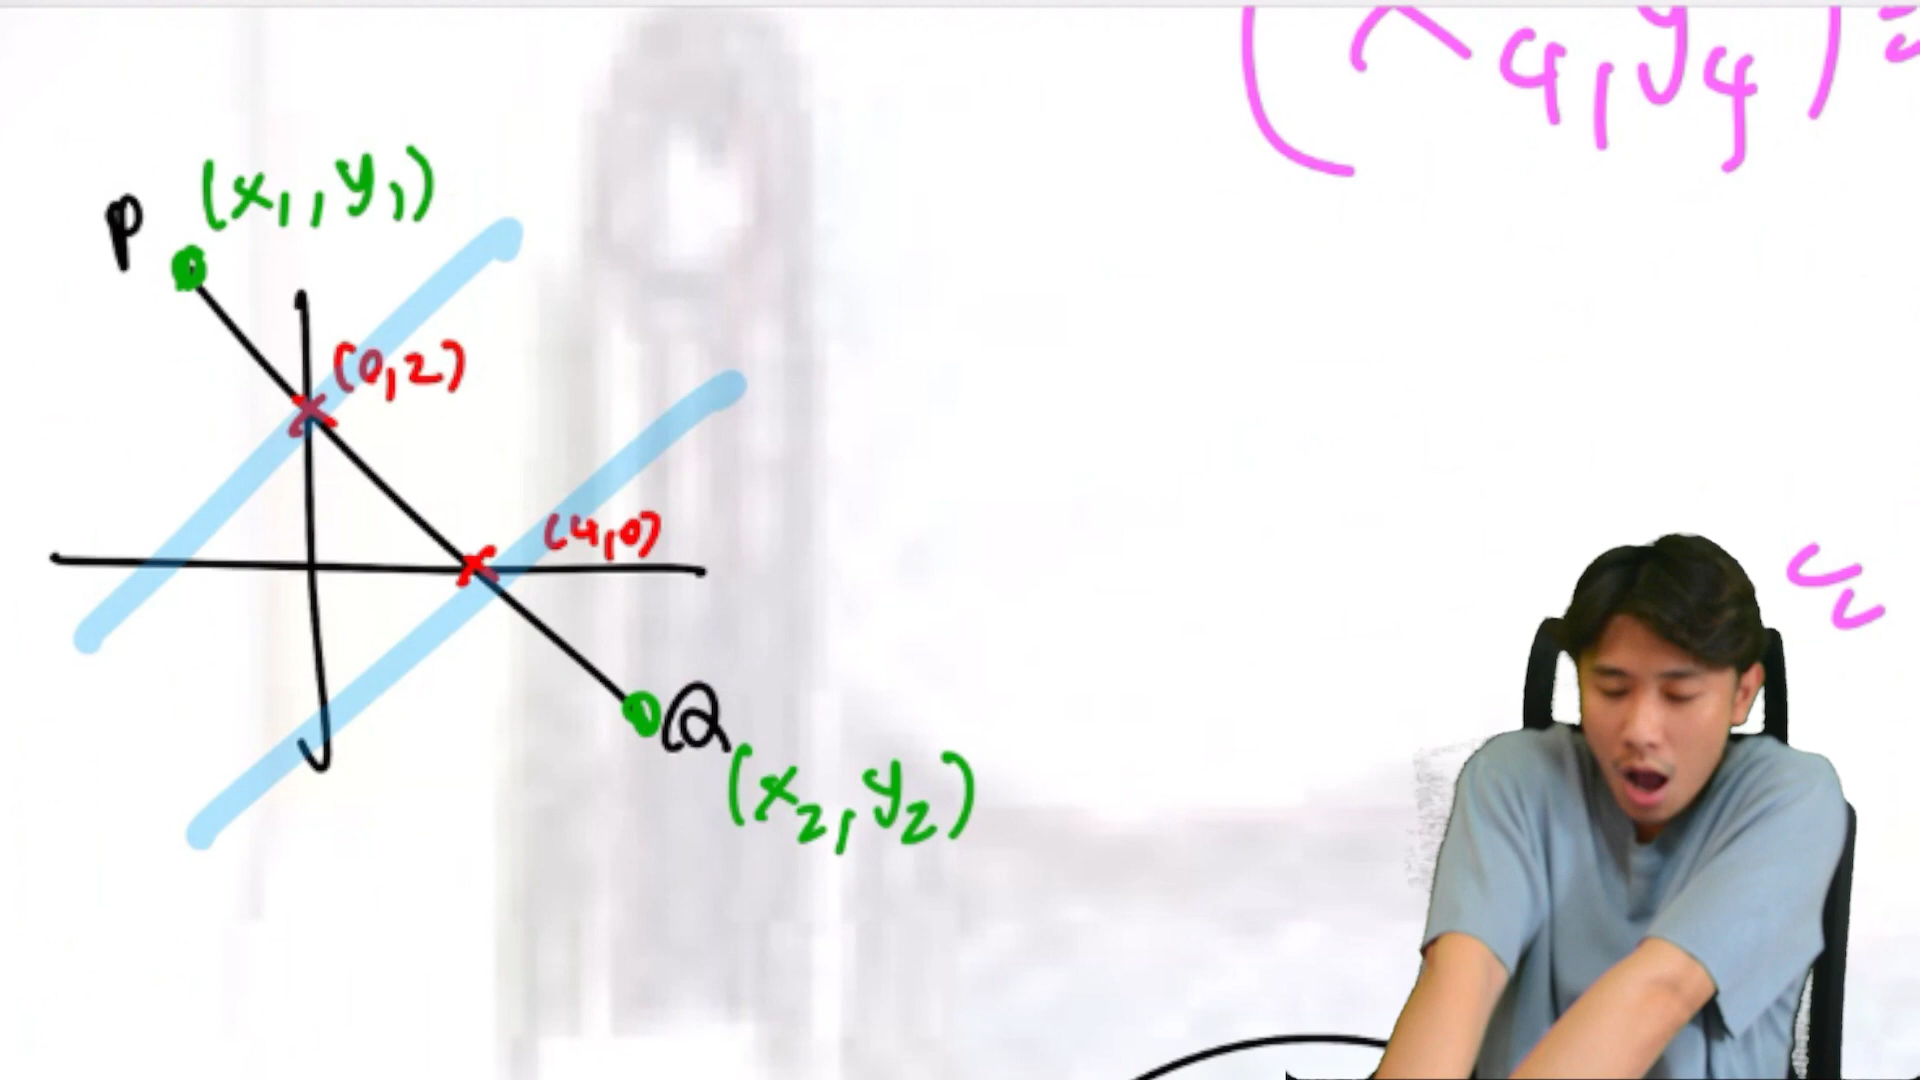 (x₄,y₄)
(x₁,y₁)
P
(0,2)
(4,0)
Q
(x₂,y₂)